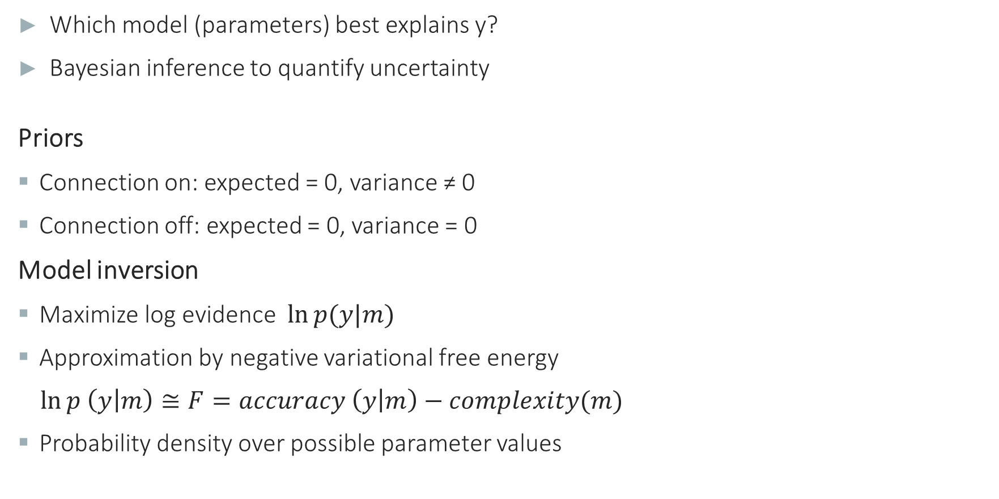 ▶ Which model (parameters) best explains y?
▶ Bayesian inference to quantify uncertainty
Priors
▪ Connection on: expected = 0, variance ≠ 0
▪ Connection off: expected = 0, variance = 0
Model inversion
▪ Maximize log evidence ln p(y|m)
▪ Approximation by negative variational free energy
ln p (y|m) ≅ F = accuracy (y|m) − complexity(m)
▪ Probability density over possible parameter values